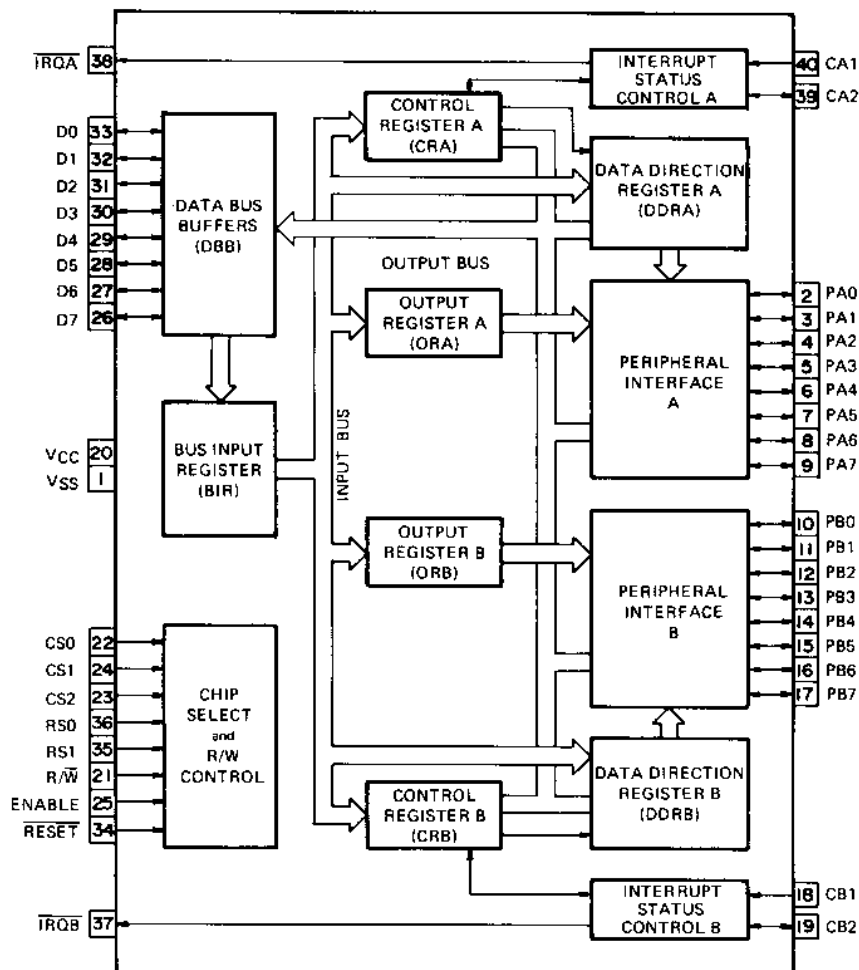 IRQA 38
D0 33
D1 32
D2 31
D3 30
D4 29
D5 28
D6 27
D7 26
VCC 20
VSS 1
CS0 22
CS1 24
CS2 23
RS0 36
RS1 35
R/W 21
ENABLE 25
RESET 34
IRQB 37
DATA BUS
BUFFERS
(DBB)
BUS INPUT
REGISTER
(BIR)
CHIP
SELECT
and
R/W
CONTROL
CONTROL
REGISTER A
(CRA)
OUTPUT BUS
OUTPUT
REGISTER A
(ORA)
INPUT BUS
OUTPUT
REGISTER B
(ORB)
CONTROL
REGISTER B
(CRB)
INTERRUPT
STATUS
CONTROL A
DATA DIRECTION
REGISTER A
(DDRA)
PERIPHERAL
INTERFACE
A
PERIPHERAL
INTERFACE
B
DATA DIRECTION
REGISTER B
(DDRB)
INTERRUPT
STATUS
CONTROL B
40 CA1
39 CA2
2 PA0
3 PA1
4 PA2
5 PA3
6 PA4
7 PA5
8 PA6
9 PA7
10 PB0
11 PB1
12 PB2
13 PB3
14 PB4
15 PB5
16 PB6
17 PB7
18 CB1
19 CB2